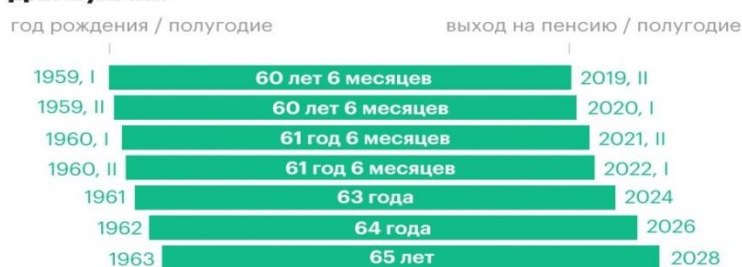 год рождения / полугодие выход на пенсию / полугодие
1959, I 60 лет 6 месяцев 2019, II
1959, II 60 лет 6 месяцев 2020, I
1960, I 61 год 6 месяцев 2021, II
1960, II 61 год 6 месяцев 2022, I
1961 63 года 2024
1962 64 года 2026
1963 65 лет 2028